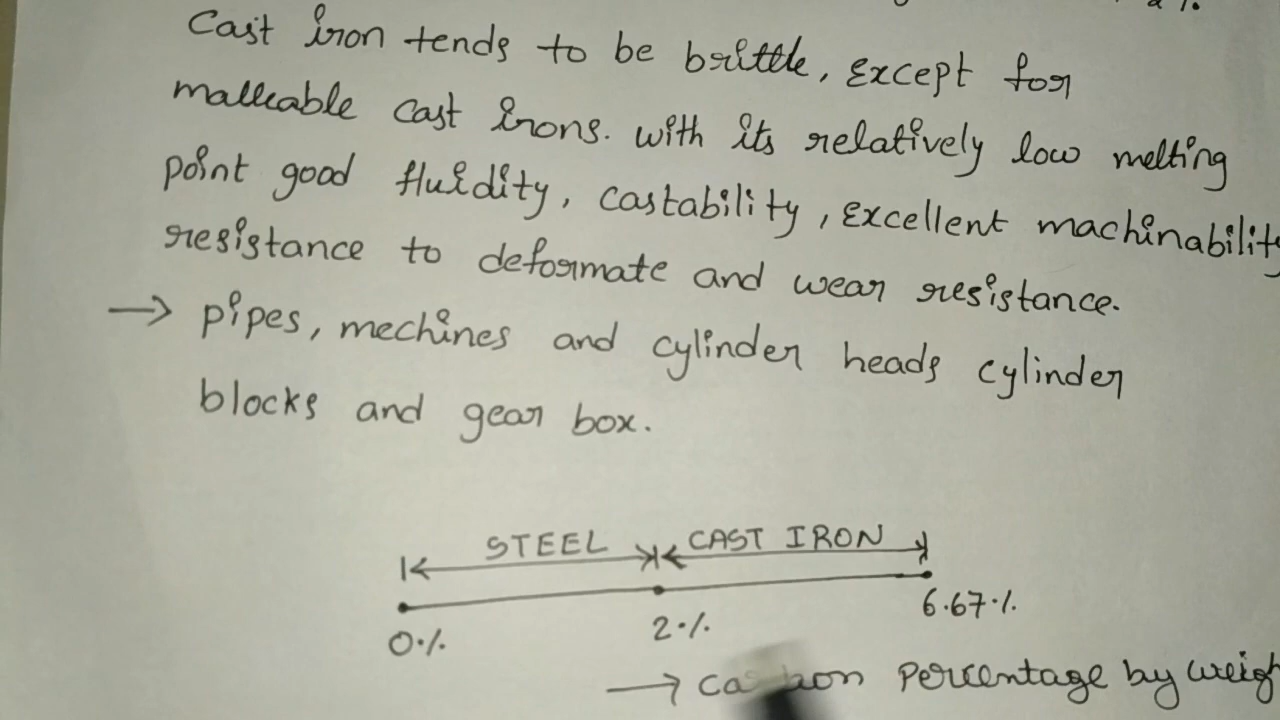 Cast iron tends to be brittle, Except for
malleable cast irons. with its relatively low melting
point good fluidity, castability, Excellent machinability
resistance to deformate and wear resistance.
→ pipes, mechines and cylinder heads cylinder
blocks and gear box.
STEEL CAST IRON
0% 2% 6.67%
→ percentage by